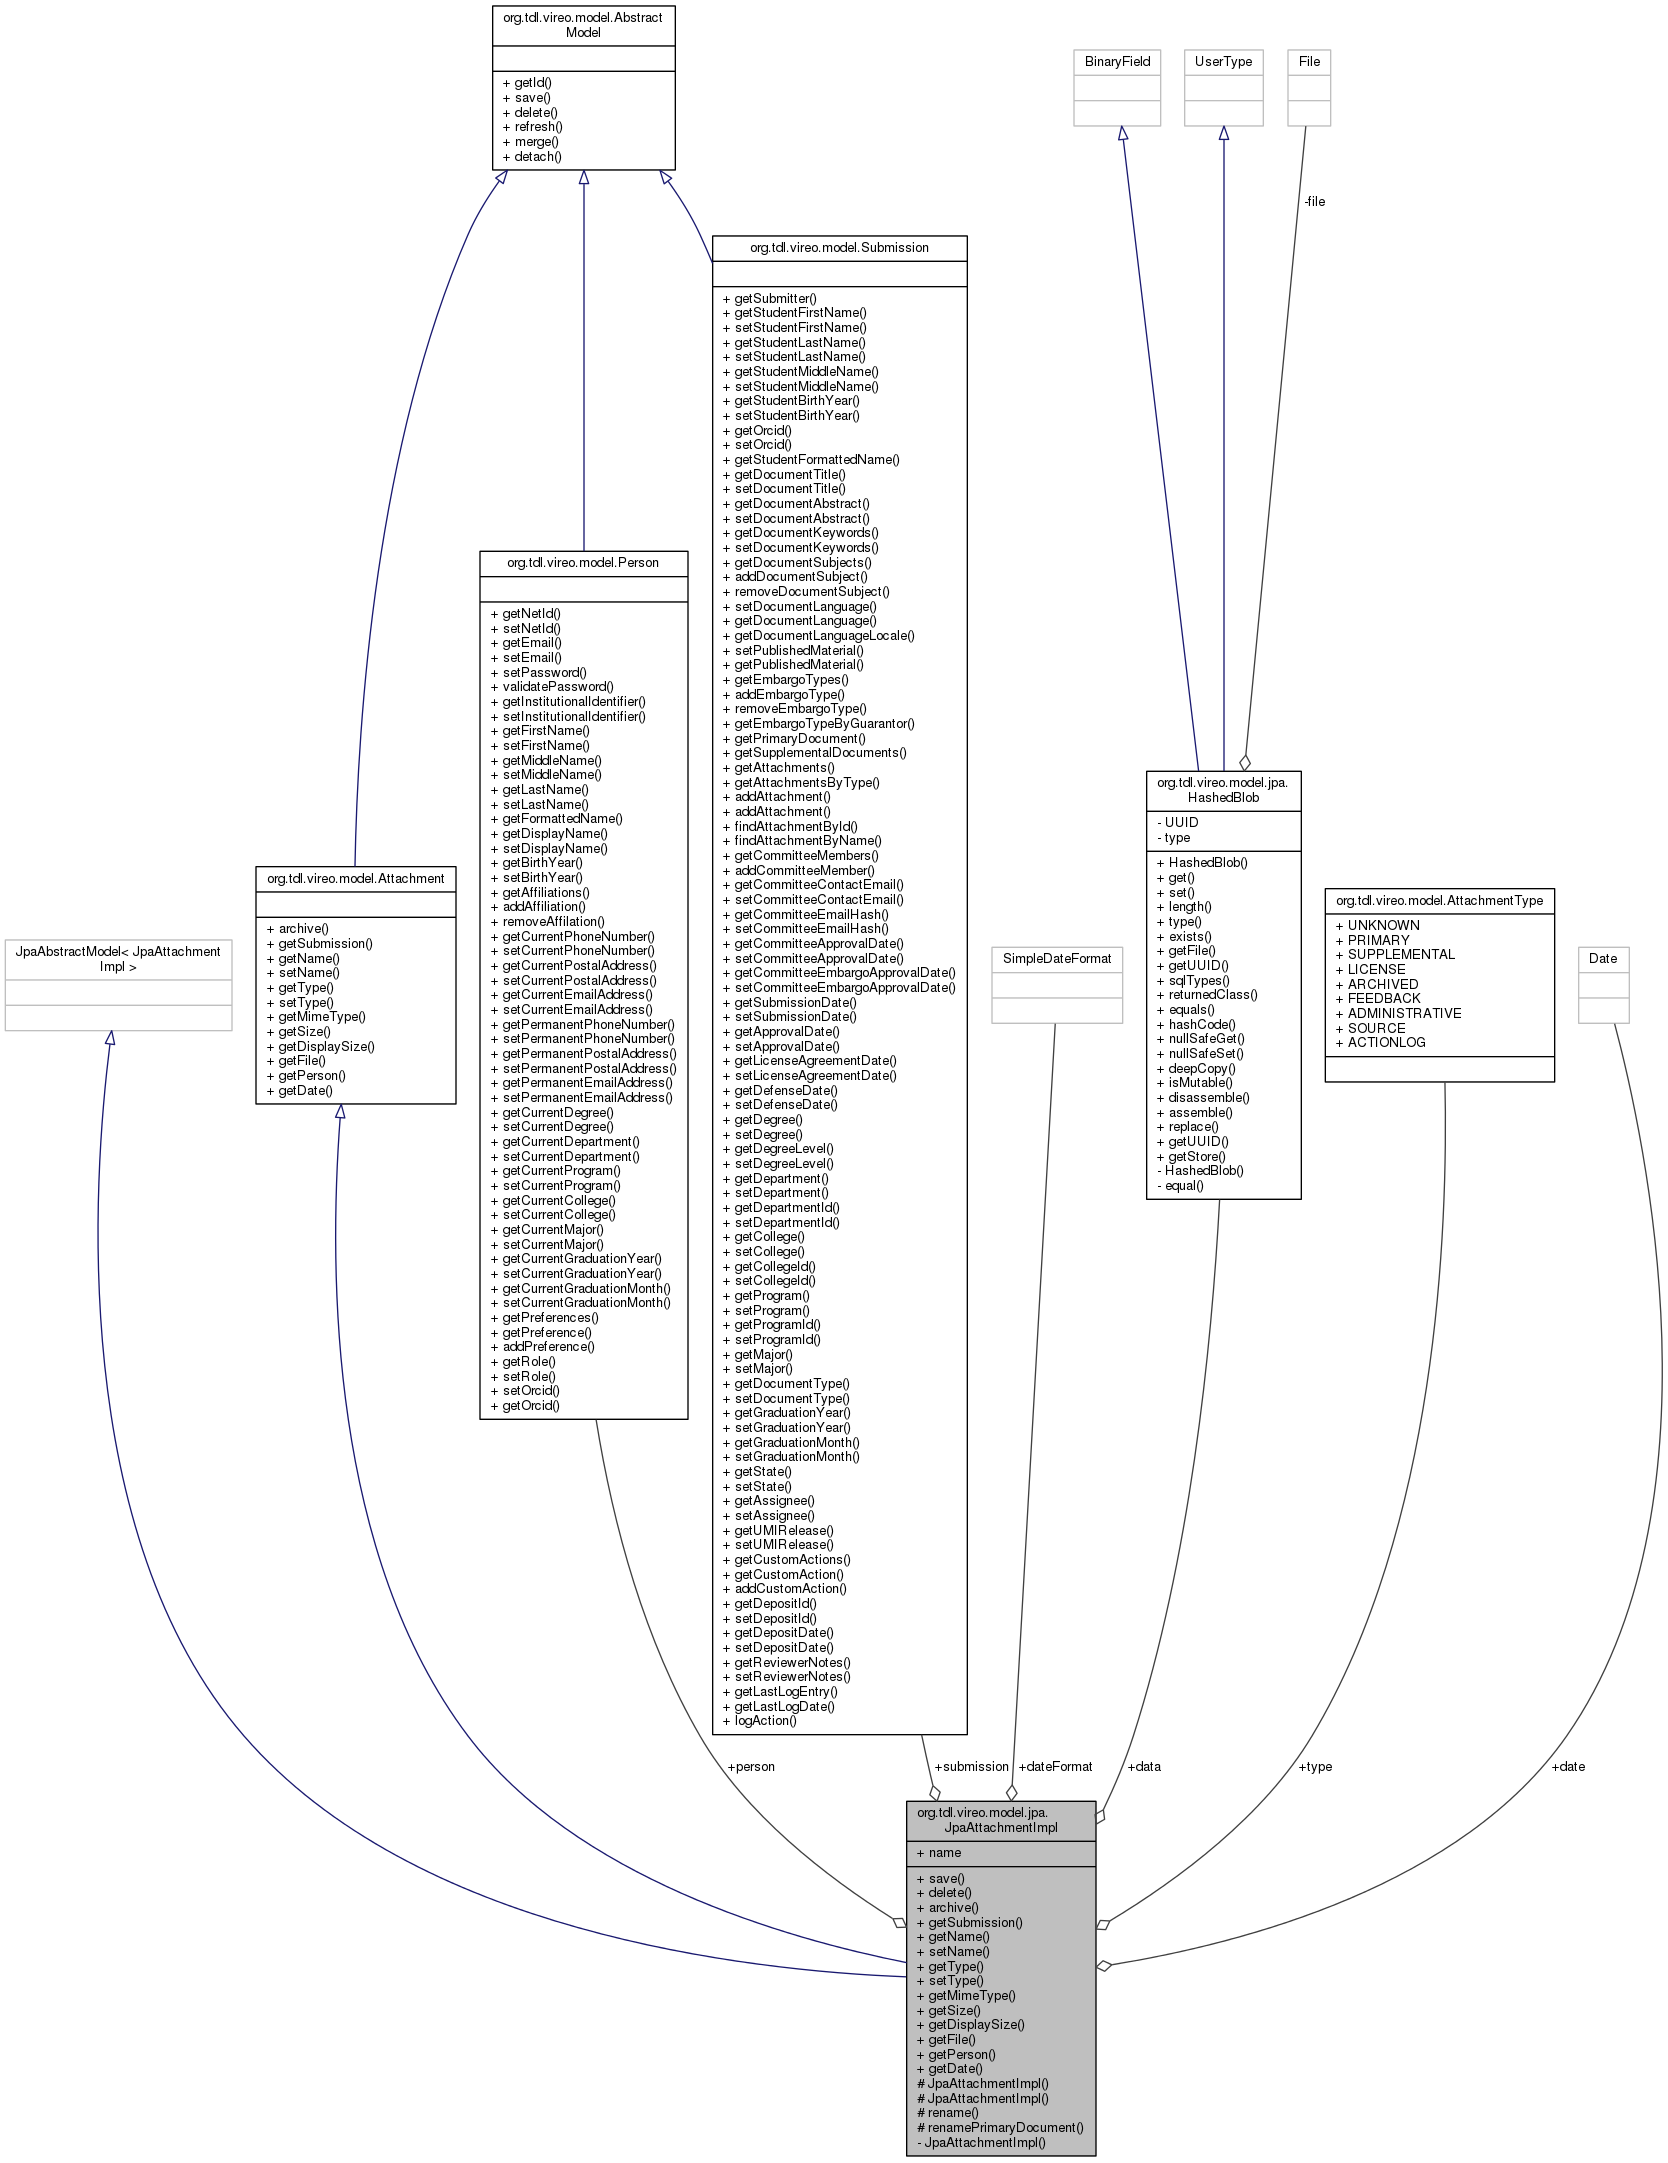 org.tdl.vireo.model.Abstract
Model
+ getId()
+ save()
+ delete()
+ refresh()
+ merge()
+ detach()
BinaryField
UserType
File
-file
org.tdl.vireo.model.Submission
+ getSubmitter()
+ getStudentFirstName()
+ setStudentFirstName()
+ getStudentLastName()
+ setStudentLastName()
+ getStudentMiddleName()
+ setStudentMiddleName()
+ getStudentBirthYear()
+ setStudentBirthYear()
+ getOrcid()
+ setOrcid()
+ getStudentFormattedName()
+ getDocumentTitle()
+ setDocumentTitle()
+ getDocumentAbstract()
+ setDocumentAbstract()
+ getDocumentKeywords()
+ setDocumentKeywords()
+ getDocumentSubjects()
+ addDocumentSubject()
+ removeDocumentSubject()
+ setDocumentLanguage()
+ getDocumentLanguage()
+ getDocumentLanguageLocale()
+ setPublishedMaterial()
+ getPublishedMaterial()
+ getEmbargoTypes()
+ addEmbargoType()
+ removeEmbargoType()
+ getEmbargoTypeByGuarantor()
+ getPrimaryDocument()
+ getSupplementalDocuments()
+ getAttachments()
+ getAttachmentsByType()
+ addAttachment()
+ addAttachment()
+ findAttachmentById()
+ findAttachmentByName()
+ getCommitteeMembers()
+ addCommitteeMember()
+ getCommitteeContactEmail()
+ setCommitteeContactEmail()
+ getCommitteeEmailHash()
+ setCommitteeEmailHash()
+ getCommitteeApprovalDate()
+ setCommitteeApprovalDate()
+ getCommitteeEmbargoApprovalDate()
+ setCommitteeEmbargoApprovalDate()
+ getSubmissionDate()
+ setSubmissionDate()
+ getApprovalDate()
+ setApprovalDate()
+ getLicenseAgreementDate()
+ setLicenseAgreementDate()
+ getDefenseDate()
+ setDefenseDate()
+ getDegree()
+ setDegree()
+ getDegreeLevel()
+ setDegreeLevel()
+ getDepartment()
+ setDepartment()
+ getDepartmentId()
+ setDepartmentId()
+ getCollege()
+ setCollege()
+ getCollegeId()
+ setCollegeId()
+ getProgram()
+ setProgram()
+ getProgramId()
+ setProgramId()
+ getMajor()
+ setMajor()
+ getDocumentType()
+ setDocumentType()
+ getGraduationYear()
+ setGraduationYear()
+ getGraduationMonth()
+ setGraduationMonth()
+ getState()
+ setState()
+ getAssignee()
+ setAssignee()
+ getUMIRelease()
+ setUMIRelease()
+ getCustomActions()
+ getCustomAction()
+ addCustomAction()
+ getDepositId()
+ setDepositId()
+ getDepositDate()
+ setDepositDate()
+ getReviewerNotes()
+ setReviewerNotes()
+ getLastLogEntry()
+ getLastLogDate()
+ logAction()
org.tdl.vireo.model.Person
+ getNetId()
+ setNetId()
+ getEmail()
+ setEmail()
+ setPassword()
+ validatePassword()
+ getInstitutionalIdentifier()
+ setInstitutionalIdentifier()
+ getFirstName()
+ setFirstName()
+ getMiddleName()
+ setMiddleName()
+ getLastName()
+ setLastName()
+ getFormattedName()
+ getDisplayName()
+ setDisplayName()
+ getBirthYear()
+ setBirthYear()
+ getAffiliations()
+ addAffiliation()
+ removeAffilation()
+ getCurrentPhoneNumber()
+ setCurrentPhoneNumber()
+ getCurrentPostalAddress()
+ setCurrentPostalAddress()
+ getCurrentEmailAddress()
+ setCurrentEmailAddress()
+ getPermanentPhoneNumber()
+ setPermanentPhoneNumber()
+ getPermanentPostalAddress()
+ setPermanentPostalAddress()
+ getPermanentEmailAddress()
+ setPermanentEmailAddress()
+ getCurrentDegree()
+ setCurrentDegree()
+ getCurrentDepartment()
+ setCurrentDepartment()
+ getCurrentProgram()
+ setCurrentProgram()
+ getCurrentCollege()
+ setCurrentCollege()
+ getCurrentMajor()
+ setCurrentMajor()
+ getCurrentGraduationYear()
+ setCurrentGraduationYear()
+ getCurrentGraduationMonth()
+ setCurrentGraduationMonth()
+ getPreferences()
+ getPreference()
+ addPreference()
+ getRole()
+ setRole()
+ setOrcid()
+ getOrcid()
org.tdl.vireo.model.jpa.
HashedBlob
- UUID
- type
+ HashedBlob()
+ get()
+ set()
+ length()
+ type()
+ exists()
+ getFile()
+ getUUID()
+ sqlTypes()
+ returnedClass()
+ equals()
+ hashCode()
+ nullSafeGet()
+ nullSafeSet()
+ deepCopy()
+ isMutable()
+ disassemble()
+ assemble()
+ replace()
+ getUUID()
+ getStore()
- HashedBlob()
- equal()
org.tdl.vireo.model.Attachment
+ archive()
+ getSubmission()
+ getName()
+ setName()
+ getType()
+ setType()
+ getMimeType()
+ getSize()
+ getDisplaySize()
+ getFile()
+ getPerson()
+ getDate()
org.tdl.vireo.model.AttachmentType
+ UNKNOWN
+ PRIMARY
+ SUPPLEMENTAL
+ LICENSE
+ ARCHIVED
+ FEEDBACK
+ ADMINISTRATIVE
+ SOURCE
+ ACTIONLOG
JpaAbstractModel< JpaAttachment
Impl >
SimpleDateFormat
Date
+person
+submission
+dateFormat
+data
+type
+date
org.tdl.vireo.model.jpa.
JpaAttachmentImpl
+ name
+ save()
+ delete()
+ archive()
+ getSubmission()
+ getName()
+ setName()
+ getType()
+ setType()
+ getMimeType()
+ getSize()
+ getDisplaySize()
+ getFile()
+ getPerson()
+ getDate()
# JpaAttachmentImpl()
# JpaAttachmentImpl()
# rename()
# renamePrimaryDocument()
- JpaAttachmentImpl()